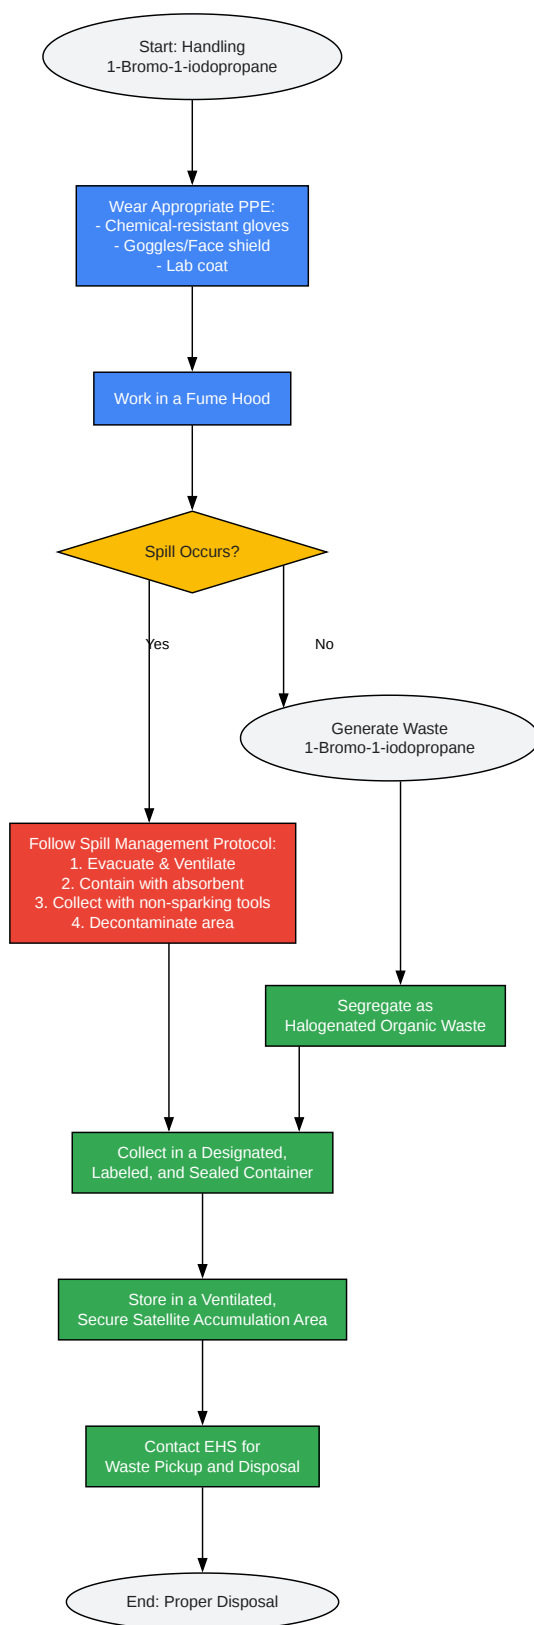 Start: Handling
1-Bromo-1-iodopropane
Wear Appropriate PPE:
- Chemical-resistant gloves
- Goggles/Face shield
- Lab coat
Work in a Fume Hood
Spill Occurs?
Yes
No
Generate Waste
1-Bromo-1-iodopropane
Follow Spill Management Protocol:
1. Evacuate & Ventilate
2. Contain with absorbent
3. Collect with non-sparking tools
4. Decontaminate area
Segregate as
Halogenated Organic Waste
Collect in a Designated,
Labeled, and Sealed Container
Store in a Ventilated,
Secure Satellite Accumulation Area
Contact EHS for
Waste Pickup and Disposal
End: Proper Disposal